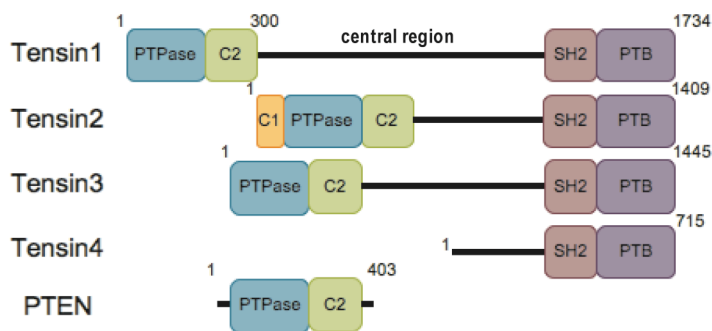 1 300 central region 1734
Tensin1 PTPase C2 SH2 PTB
1 1409
Tensin2 C1 PTPase C2 SH2 PTB
1 1445
Tensin3 PTPase C2 SH2 PTB
715
Tensin4 1 SH2 PTB
1 403
PTEN PTPase C2